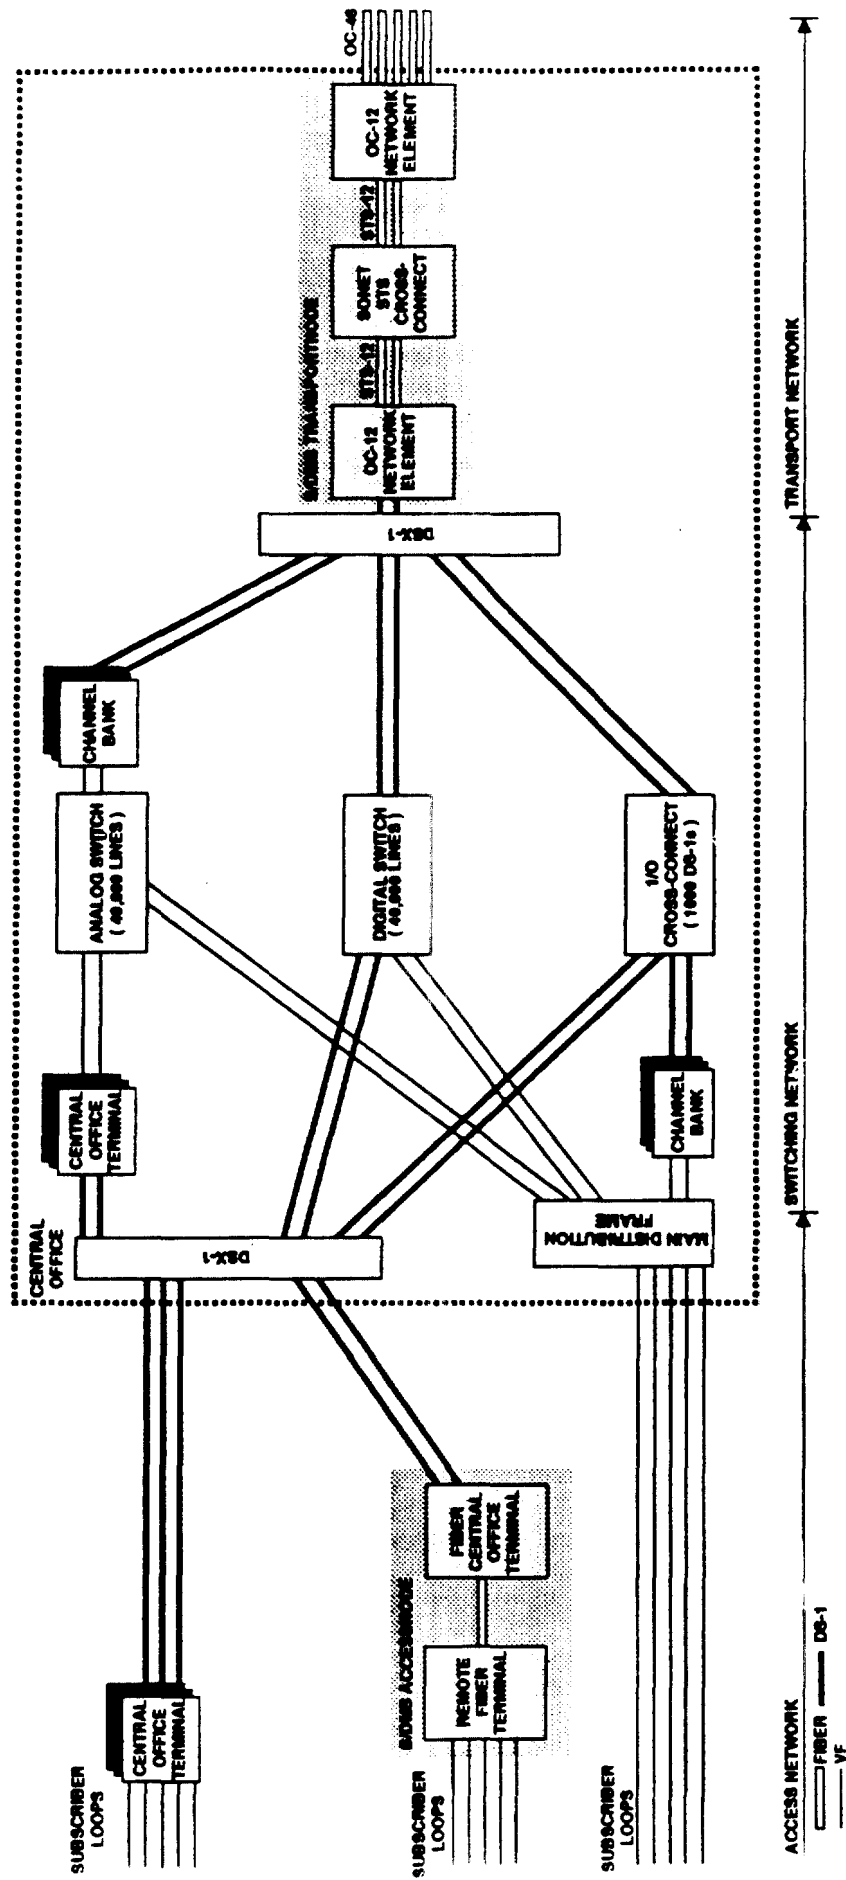 SUBSCRIBER
LOOPS
CENTRAL
OFFICE
TERMINAL
SUBSCRIBER
LOOPS
S/DMS ACCESSNODE
REMOTE
FIBER
TERMINAL
FIBER
CENTRAL
OFFICE
TERMINAL
SUBSCRIBER
LOOPS
CENTRAL
OFFICE
DSX-1
MAIN DISTRIBUTION
FRAME
CENTRAL
OFFICE
TERMINAL
CHANNEL
BANK
ANALOG SWITCH
( 40,000 LINES )
DIGITAL SWITCH
( 40,000 LINES )
1/0
CROSS-CONNECT
( 1000 DS-1s )
CHANNEL
BANK
DSX-1
S/DMS TRANSPORTNODE
OC-12
NETWORK
ELEMENT
STS-12
SONET
STS
CROSS-
CONNECT
STS-12
OC-12
NETWORK
ELEMENT
OC-48
ACCESS NETWORK
SWITCHING NETWORK
TRANSPORT NETWORK
FIBER
DS-1
VF